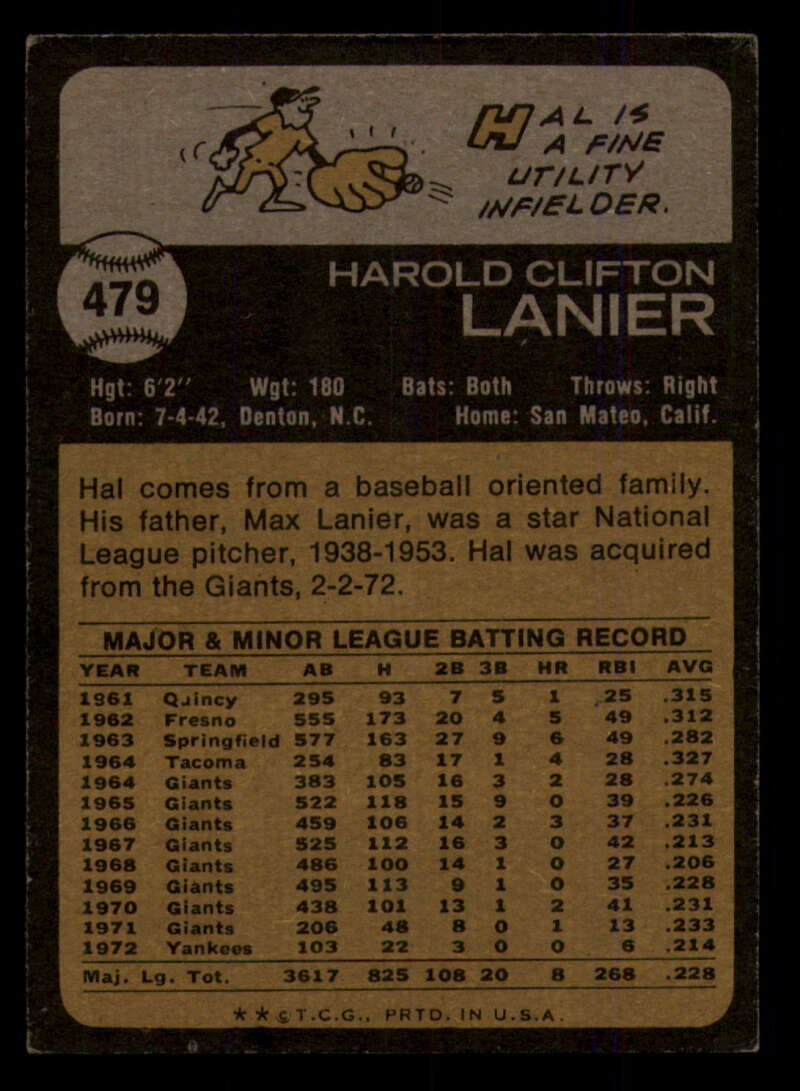 HAL IS
A FINE
UTILITY
INFIELDER.
479
HAROLD CLIFTON
LANIER
Hgt: 6'2" Wgt: 180 Bats: Both Throws: Right
Born: 7-4-42, Denton, N.C. Home: San Mateo, Calif.
Hal comes from a baseball oriented family.
His father, Max Lanier, was a star National
League pitcher, 1938-1953. Hal was acquired
from the Giants, 2-2-72.
MAJOR & MINOR LEAGUE BATTING RECORD
YEAR TEAM AB H 2B 3B HR RBI AVG
1961 Quincy 295 93 7 5 1 25 .315
1962 Fresno 555 173 20 4 5 49 .312
1963 Springfield 577 163 27 9 6 49 .282
1964 Tacoma 254 83 17 1 4 28 .327
1964 Giants 383 105 16 3 2 28 .274
1965 Giants 522 118 15 9 0 39 .226
1966 Giants 459 106 14 2 3 37 .231
1967 Giants 525 112 16 3 0 42 .213
1968 Giants 486 100 14 1 0 27 .206
1969 Giants 495 113 9 1 0 35 .228
1970 Giants 438 101 13 1 2 41 .231
1971 Giants 206 48 8 0 1 13 .233
1972 Yankees 103 22 3 0 0 6 .214
Maj. Lg. Tot. 3617 825 108 20 8 268 .228
**© T.C.G., PRTD. IN U.S.A.